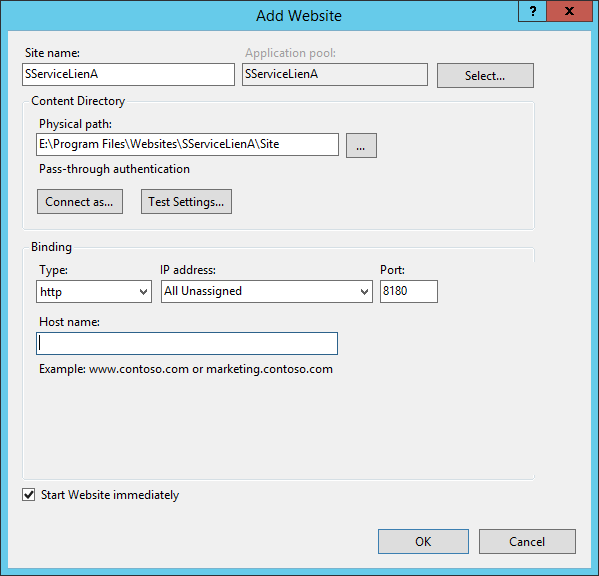 Add Website
?
x
Site name:
Application pool:
SServiceLienA
SServiceLienA
Select...
Content Directory
Physical path:
E:\Program Files\Websites\SServiceLienA\Site
...
Pass-through authentication
Connect as...
Test Settings...
Binding
Type:
IP address:
Port:
http
All Unassigned
8180
Host name:
Example: www.contoso.com or marketing.contoso.com
Start Website immediately
OK
Cancel